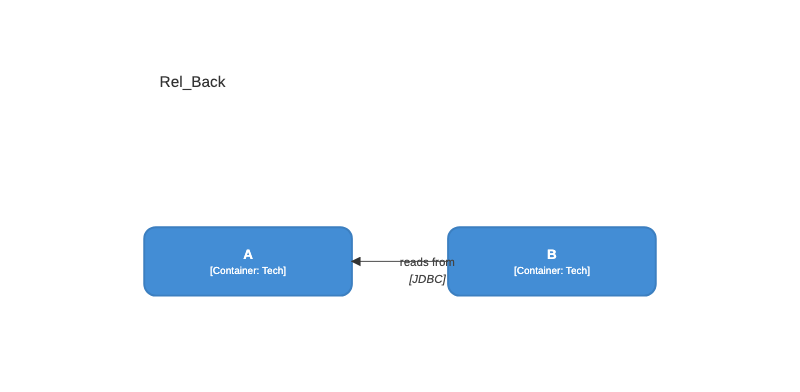 Rel_Back
A
[Container: Tech]
reads from
[JDBC]
B
[Container: Tech]